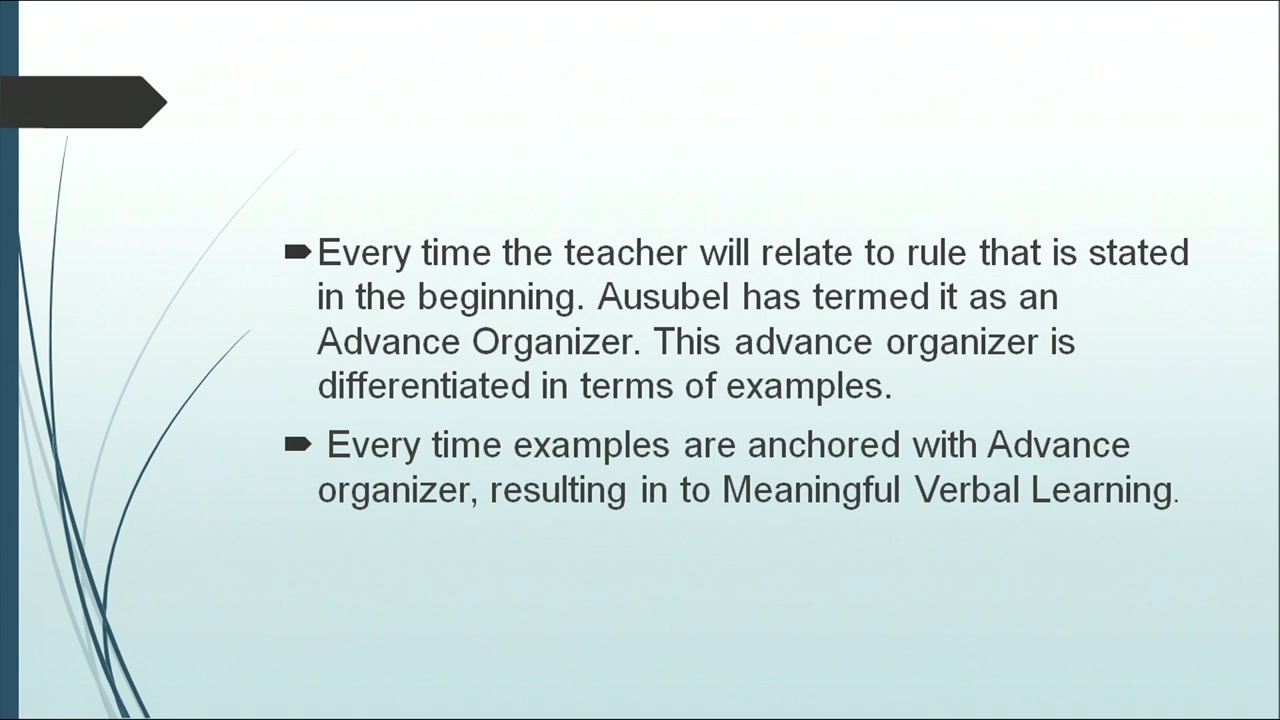 Every time the teacher will relate to rule that is stated
in the beginning. Ausubel has termed it as an
Advance Organizer. This advance organizer is
differentiated in terms of examples.
Every time examples are anchored with Advance
organizer, resulting in to Meaningful Verbal Learning.